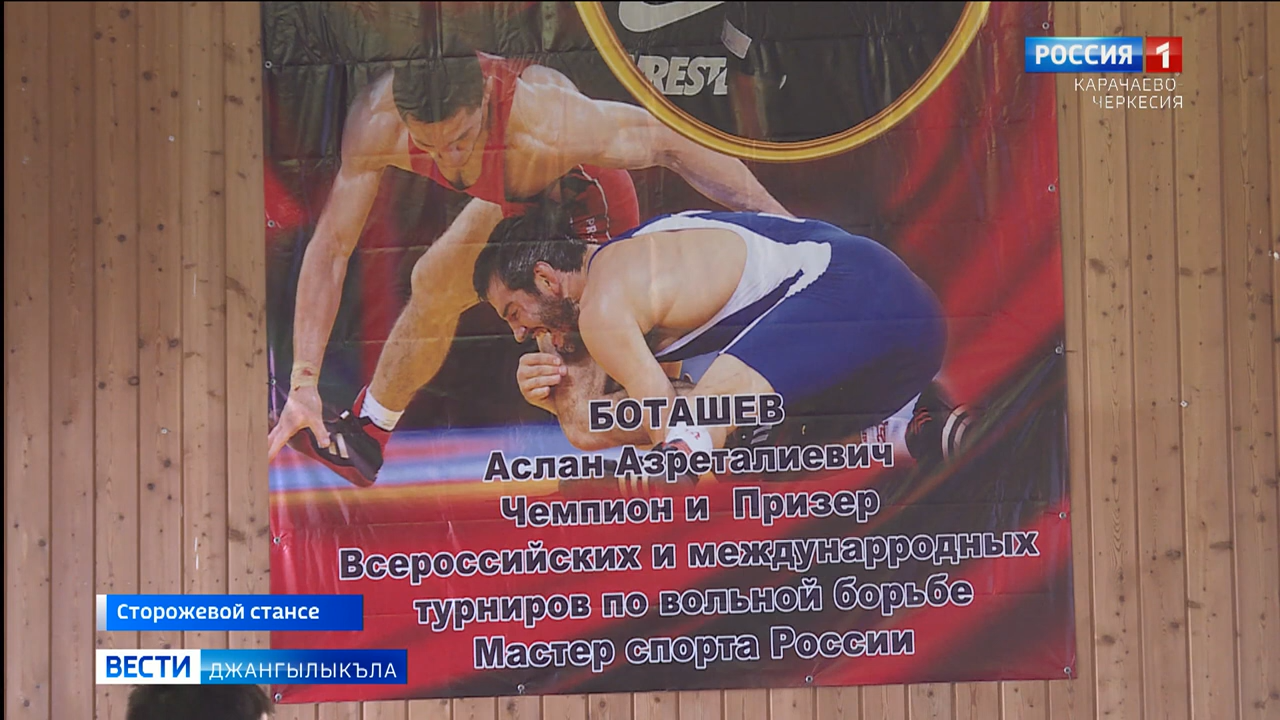 РОССИЯ 1
КАРАЧАЕВО-
ЧЕРКЕСИЯ
БОТАШЕВ
Аслан Азреталиевич
Чемпион и Призер
Всероссийских и междунарродных
турниров по вольной борьбе
Мастер спорта России
Сторожевой стансе
ВЕСТИ ДЖАНГЫЛЫКЪЛА